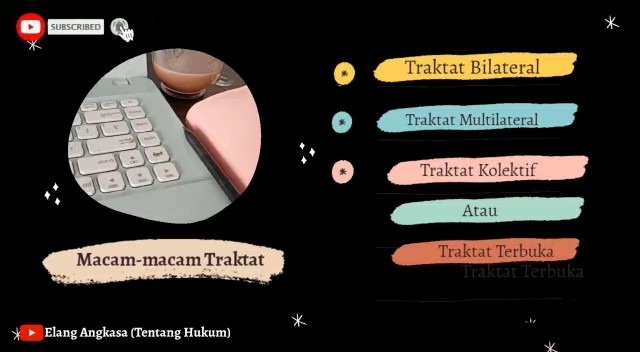 SUBSCRIBED
Traktat Bilateral
Traktat Multilateral
Traktat Kolektif
Atau
Traktat Terbuka
Traktat Terbuka
Macam-macam Traktat
Elang Angkasa (Tentang Hukum)